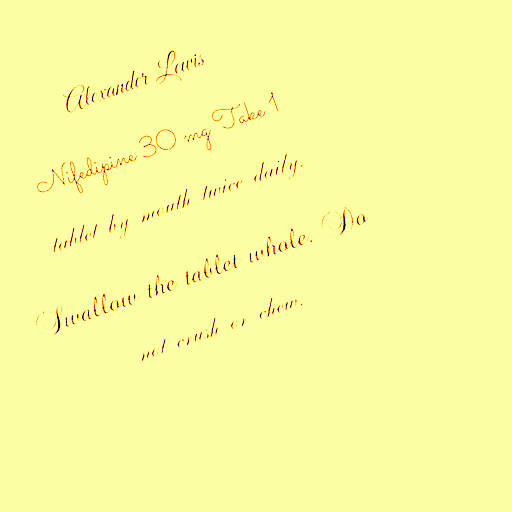 Alexander Lewis
Nifedipine 30 mg Take 1
tablet by mouth twice daily.
Swallow the tablet whole. Do
not crush or chew.